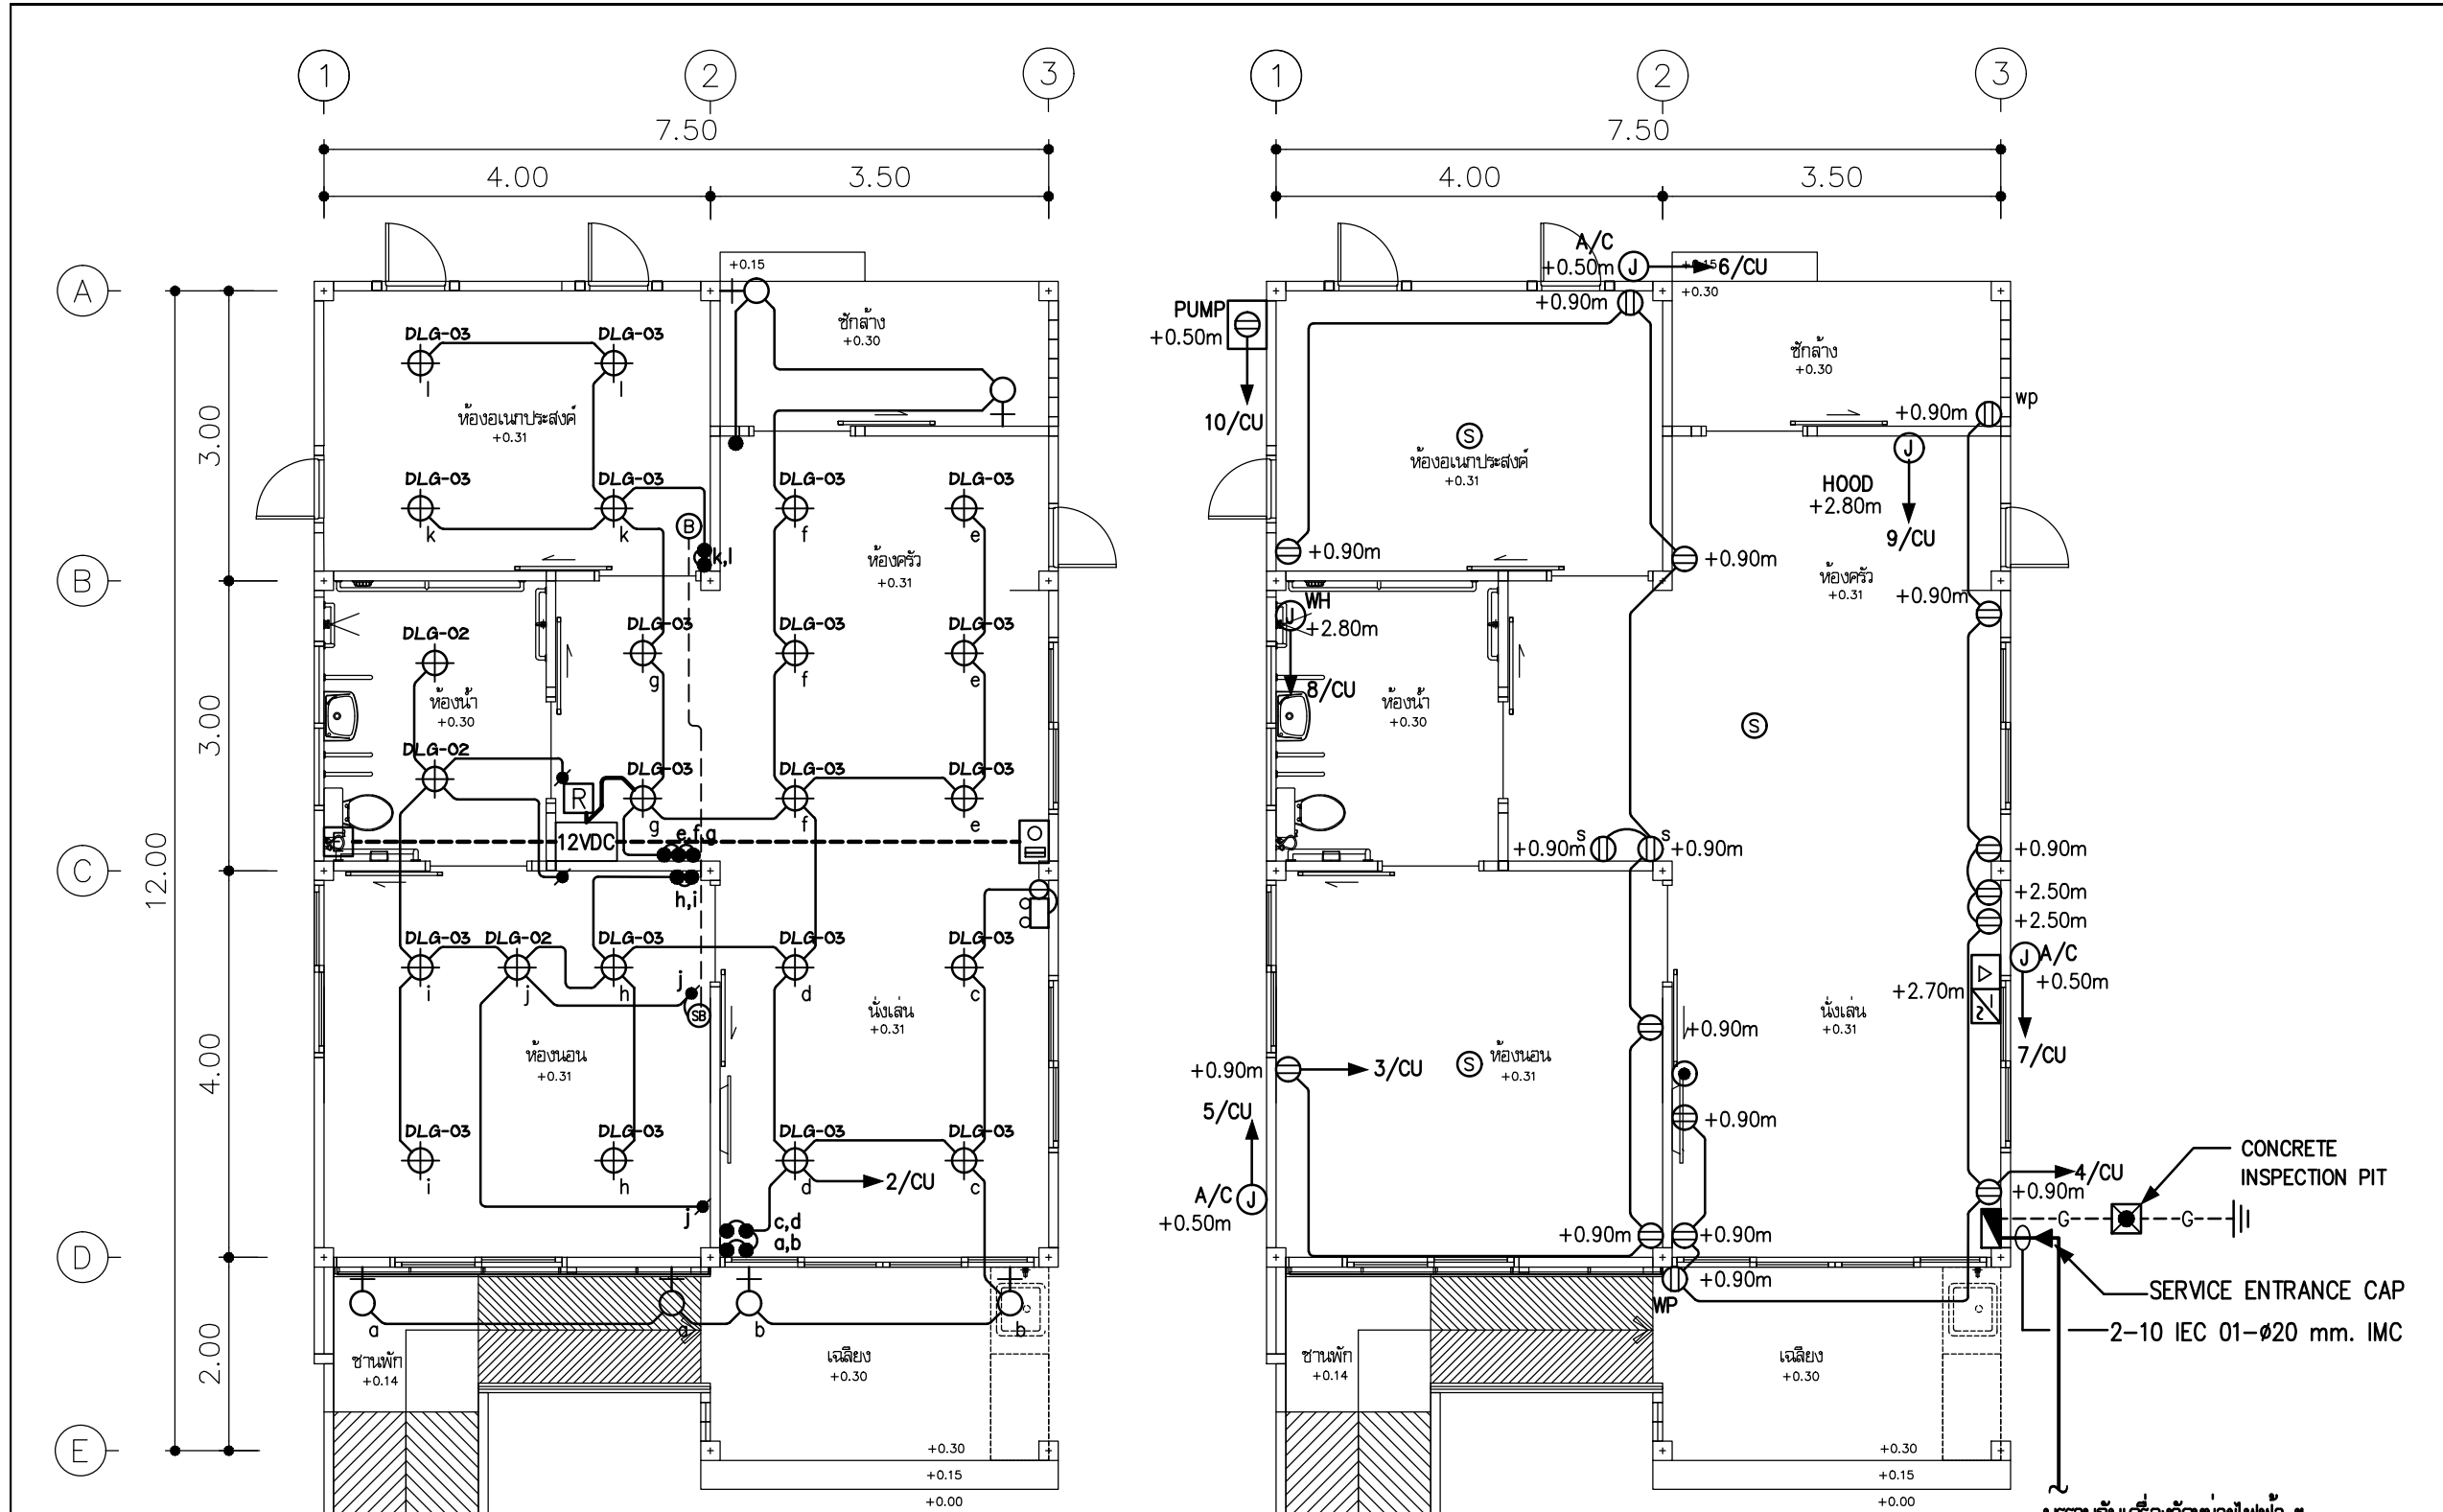 1 2 3
7.50
4.00 3.50
A
B
C
D
E
3.00
3.00
4.00
2.00
12.00
+0.15
ซักล้าง
+0.30
DLG-03 DLG-03
l l
ห้องอเนกประสงค์
+0.31
DLG-03 DLG-03 DLG-03 DLG-03
k k f e
B
k,l
ห้องครัว
+0.31
DLG-02 DLG-03 DLG-03 DLG-03
g f e
ห้องน้ำ
+0.30
DLG-02 DLG-03 DLG-03 DLG-03
R
g f e
12VDC
e,f,g
h,i
DLG-03 DLG-02 DLG-03 DLG-03 DLG-03
i j h j d c
SB
นั่งเล่น
+0.31
ห้องนอน
+0.31
DLG-03 DLG-03 DLG-03 DLG-03
i h d c
2/CU
j
c,d
a,b
a a b b
ชานพัก
+0.14
เฉลียง
+0.30
+0.30
+0.15
+0.00
1 2 3
7.50
4.00 3.50
A/C
+0.50m J 6/CU
+0.15
+0.30
+0.90m
PUMP
+0.50m
10/CU
ซักล้าง
+0.30
+0.90m wp
S
ห้องอเนกประสงค์
+0.31
J
HOOD
+2.80m
9/CU
+0.90m
+0.90m
ห้องครัว
+0.31
+0.90m
WH
J
+2.80m
8/CU
ห้องน้ำ
+0.30
S
s s
+0.90m +0.90m
+0.90m
+2.50m
+2.50m
J A/C
+0.50m
+2.70m
7/CU
นั่งเล่น
+0.31
+0.90m
S ห้องนอน
+0.31
+0.90m 3/CU
5/CU
+0.90m
A/C J
+0.50m
4/CU
+0.90m
CONCRETE
INSPECTION PIT
G G
+0.90m +0.90m
+0.90m
WP
SERVICE ENTRANCE CAP
2-10 IEC 01-ø20 mm. IMC
ชานพัก
+0.14
เฉลียง
+0.30
+0.30
+0.15
+0.00